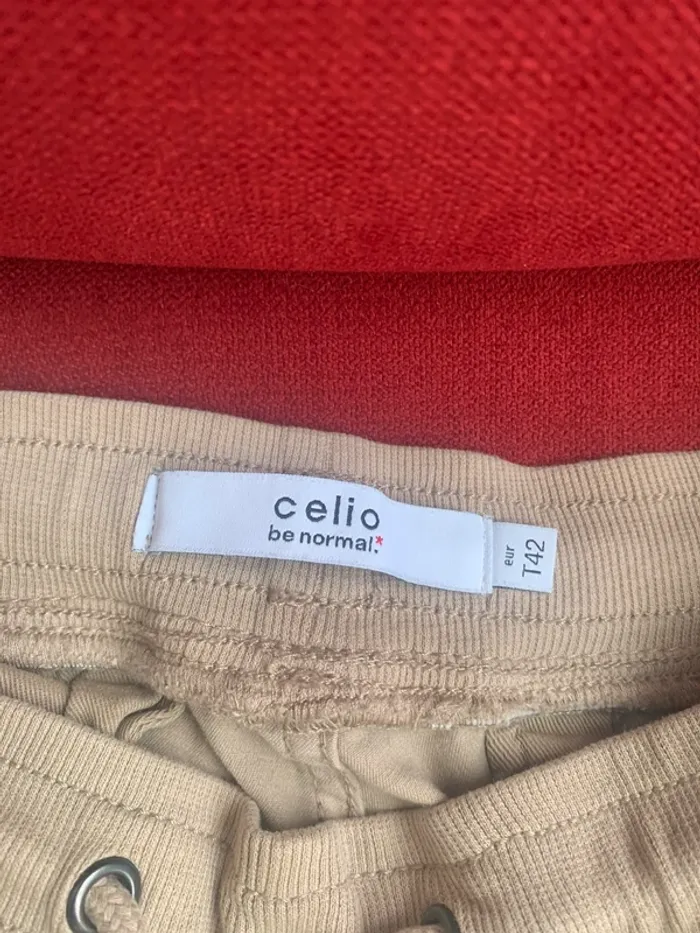 celio
be normal.*
eur
T42